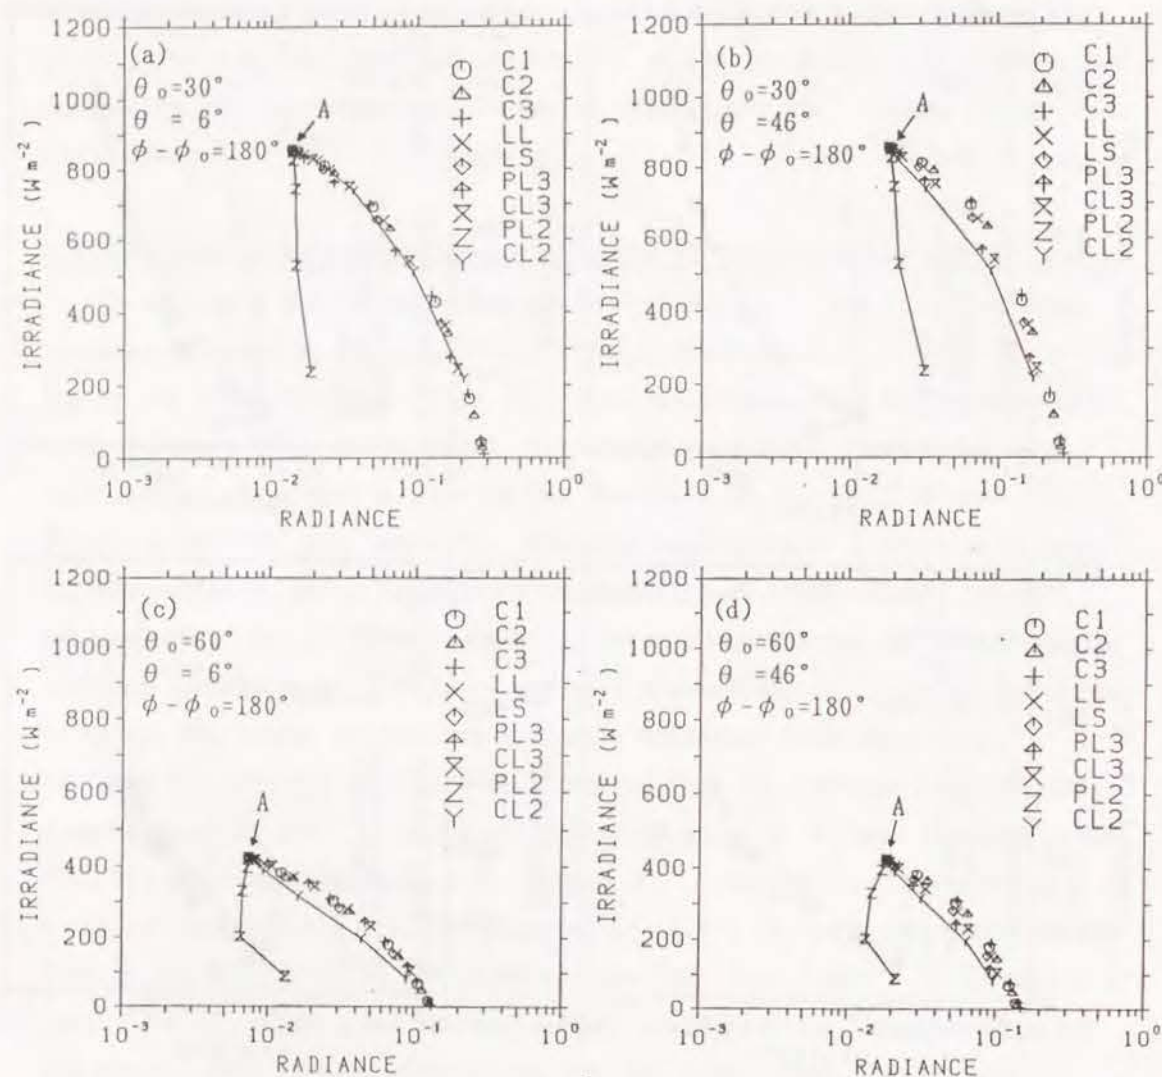 (a)
θ₀=30°
θ = 6°
φ-φ₀=180°
A
C1
C2
C3
LL
LS
PL3
CL3
PL2
CL2
1200
1000
800
600
400
200
0
IRRADIANCE (Wm⁻²)
10⁻³ 10⁻² 10⁻¹ 10⁰
RADIANCE
(b)
θ₀=30°
θ =46°
φ-φ₀=180°
A
C1
C2
C3
LL
LS
PL3
CL3
PL2
CL2
1200
1000
800
600
400
200
0
IRRADIANCE (Wm⁻²)
10⁻³ 10⁻² 10⁻¹ 10⁰
RADIANCE
(c)
θ₀=60°
θ = 6°
φ-φ₀=180°
A
C1
C2
C3
LL
LS
PL3
CL3
PL2
CL2
1200
1000
800
600
400
200
0
IRRADIANCE (Wm⁻²)
10⁻³ 10⁻² 10⁻¹ 10⁰
RADIANCE
(d)
θ₀=60°
θ =46°
φ-φ₀=180°
A
C1
C2
C3
LL
LS
PL3
CL3
PL2
CL2
1200
1000
800
600
400
200
0
IRRADIANCE (Wm⁻²)
10⁻³ 10⁻² 10⁻¹ 10⁰
RADIANCE